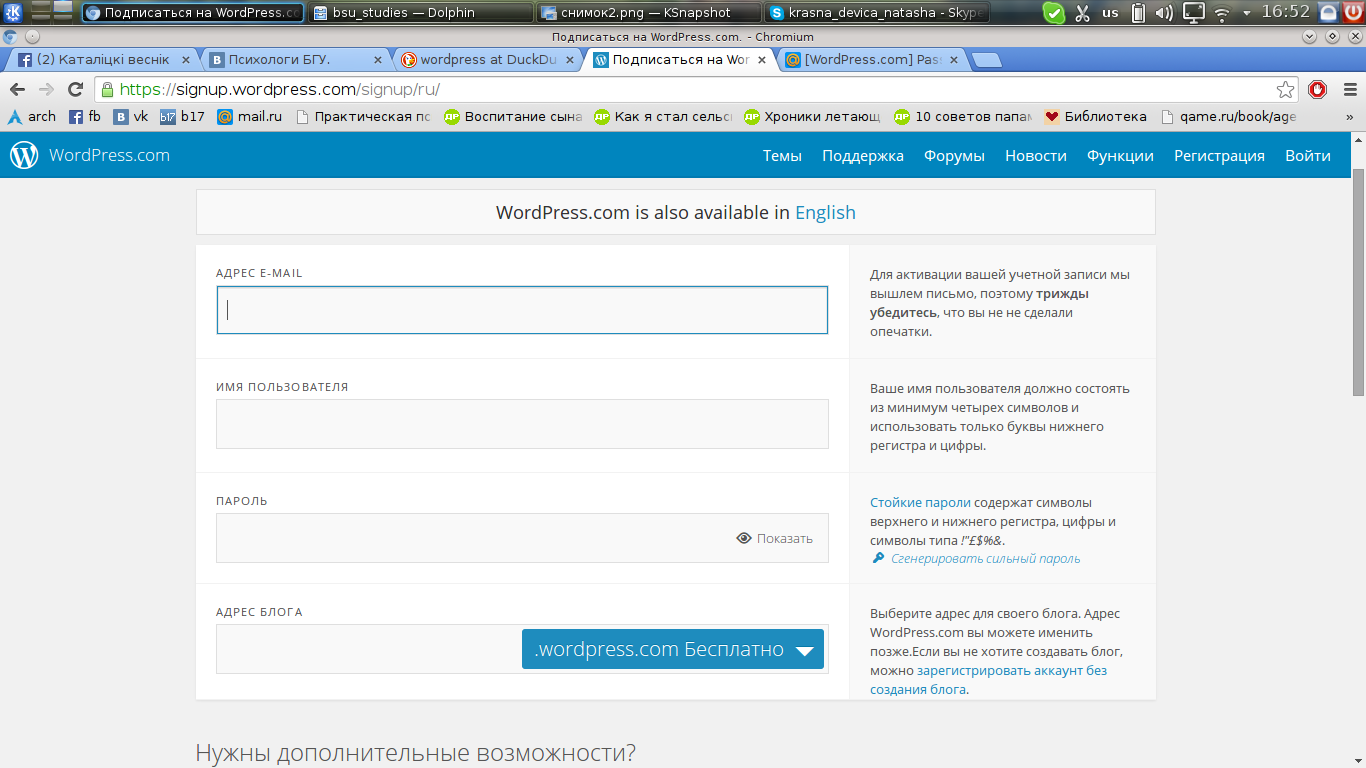 Подписаться на WordPress.co
bsu_studies — Dolphin
снимок2.png — KSnapshot
krasna_devica_natasha - Skype
us
16:52
Подписаться на WordPress.com. - Chromium
(2) Каталіцкі веснік
Психологи БГУ.
wordpress at DuckDu
Подписаться на Wor
[WordPress.com] Pas
https://signup.wordpress.com/signup/ru/
arch
fb
vk
b17
mail.ru
Практическая пс
Воспитание сына
Как я стал сельс
Хроники летающ
10 советов папам
Библиотека
qame.ru/book/age
»
WordPress.com
Темы
Поддержка
Форумы
Новости
Функции
Регистрация
Войти
WordPress.com is also available in English
АДРЕС E-MAIL
Для активации вашей учетной записи мы
вышлем письмо, поэтому трижды
убедитесь, что вы не не сделали
опечатки.
ИМЯ ПОЛЬЗОВАТЕЛЯ
Ваше имя пользователя должно состоять
из минимум четырех символов и
использовать только буквы нижнего
регистра и цифры.
ПАРОЛЬ
Показать
Стойкие пароли содержат символы
верхнего и нижнего регистра, цифры и
символы типа !"£$%&.
Сгенерировать сильный пароль
АДРЕС БЛОГА
.wordpress.com Бесплатно
Выберите адрес для своего блога. Адрес
WordPress.com вы можете именить
позже.Если вы не хотите создавать блог,
можно зарегистрировать аккаунт без
создания блога.
Нужны дополнительные возможности?